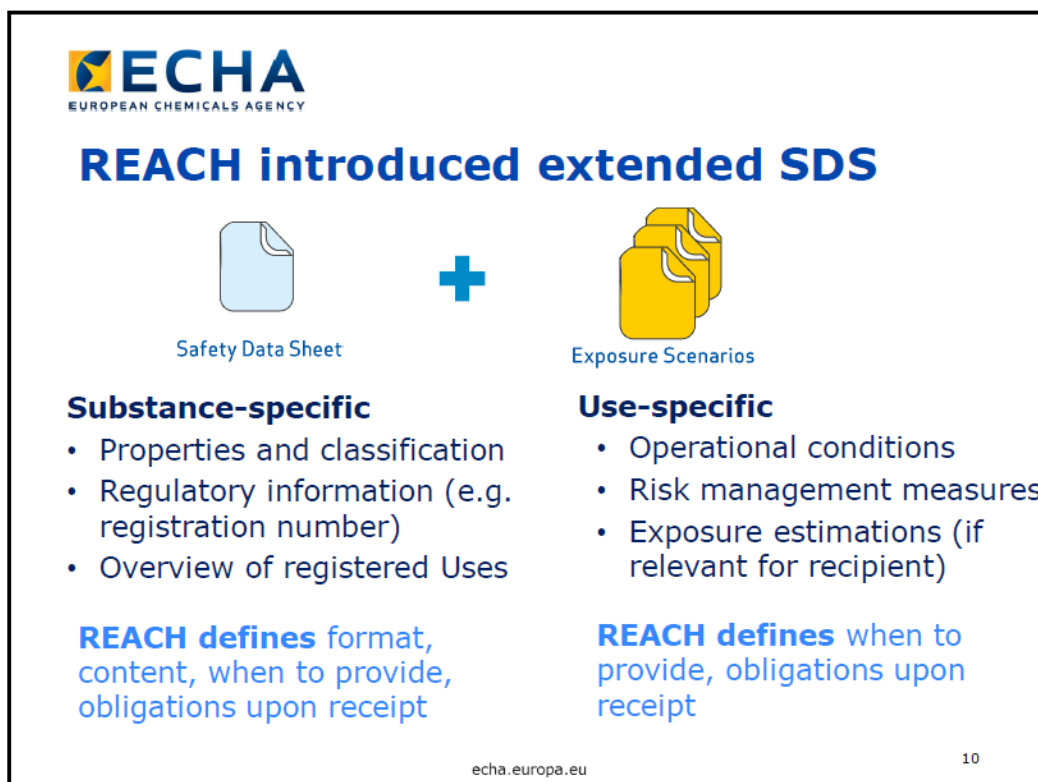 ECHA
EUROPEAN CHEMICALS AGENCY
REACH introduced extended SDS
Safety Data Sheet
Exposure Scenarios
Substance-specific
• Properties and classification
• Regulatory information (e.g.
registration number)
• Overview of registered Uses
REACH defines format,
content, when to provide,
obligations upon receipt
Use-specific
• Operational conditions
• Risk management measures
• Exposure estimations (if
relevant for recipient)
REACH defines when to
provide, obligations upon
receipt
echa.europa.eu
10